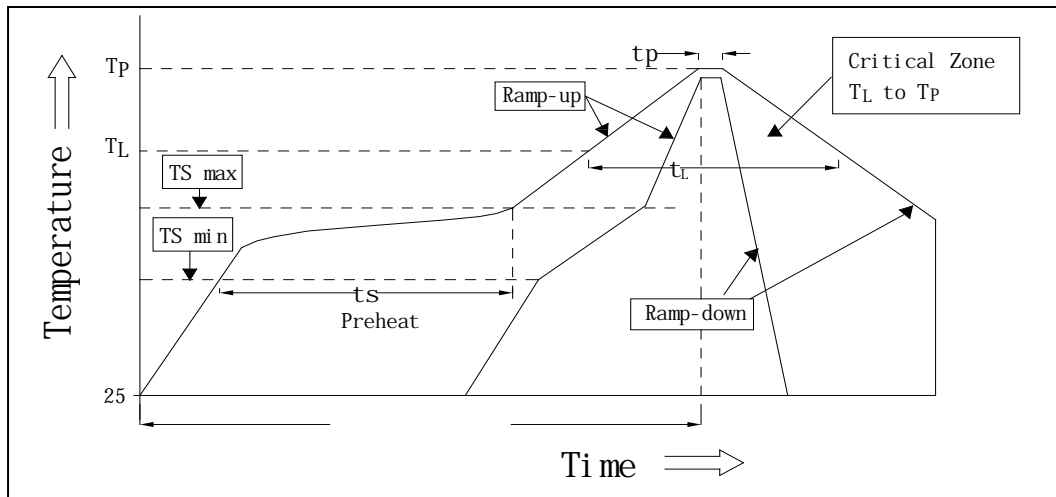 tp
TP
Critical Zone
TL to TP
Ramp-up
TL
TS max
tL
TS min
ts
Preheat
Ramp-down
25
Temperature
Time